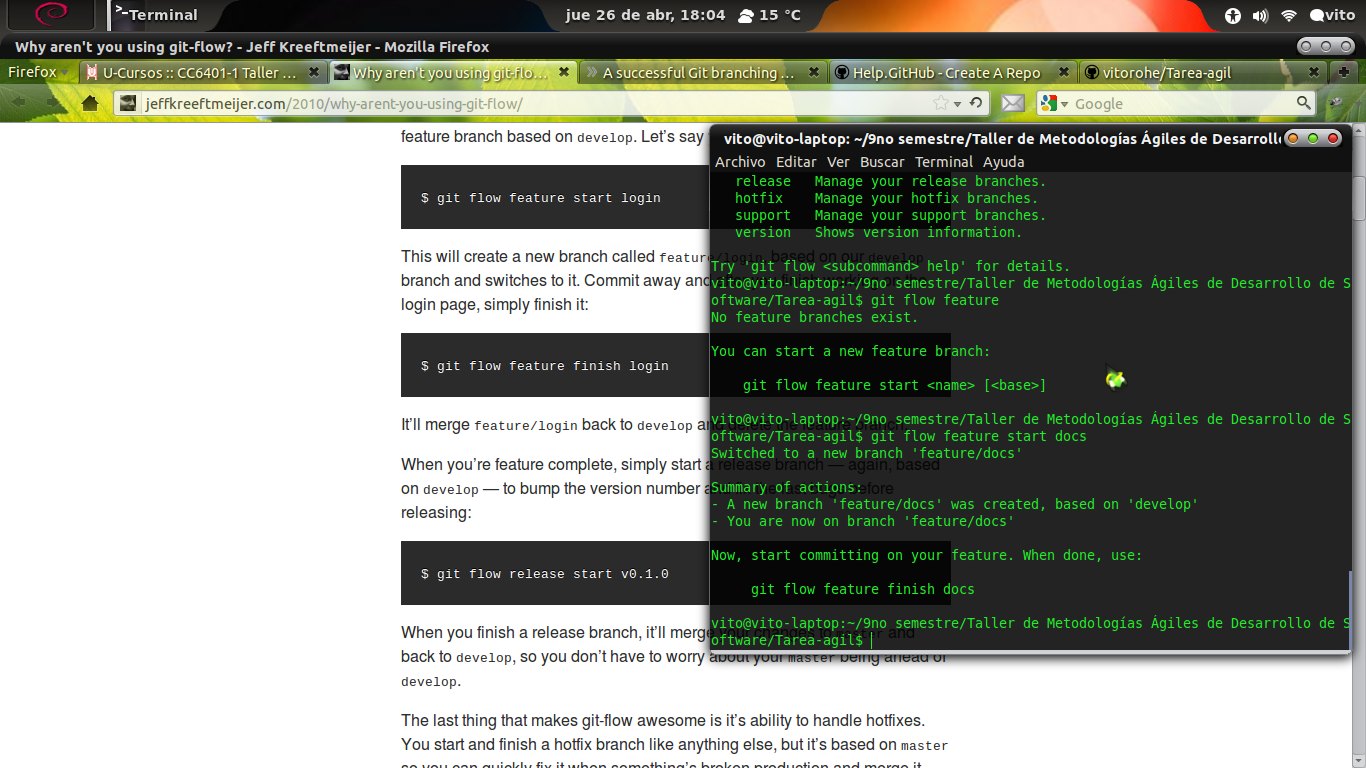 Terminal
jue 26 de abr, 18:04
15 °C
vito
Why aren't you using git-flow? - Jeff Kreeftmeijer - Mozilla Firefox
Firefox
U-Cursos :: CC6401-1 Taller ...
Why aren't you using git-flo...
A successful Git branching ...
Help.GitHub - Create A Repo
vitorohe/Tarea-agil
jeffkreeftmeijer.com/2010/why-arent-you-using-git-flow/
Google
feature branch based on develop. Let's say
$ git flow feature start login
This will create a new branch called feature/login, based on our develop
branch and switches to it. Commit away and
login page, simply finish it:
$ git flow feature finish login
It'll merge feature/login back to develop
When you're feature complete, simply start a release branch — again, based
on develop — to bump the version number before
releasing:
$ git flow release start v0.1.0
When you finish a release branch, it'll merge your changes to master and
back to develop, so you don't have to worry about your master being ahead of
develop.
The last thing that makes git-flow awesome is it's ability to handle hotfixes.
You start and finish a hotfix branch like anything else, but it's based on master
so you can quickly fix it when something's broken production and merge it
vito@vito-laptop: ~/9no semestre/Taller de Metodologías Ágiles de Desarroll
Archivo Editar Ver Buscar Terminal Ayuda
release Manage your release branches.
hotfix Manage your hotfix branches.
support Manage your support branches.
version Shows version information.
Try 'git flow <subcommand> help' for details.
vito@vito-laptop:~/9no semestre/Taller de Metodologías Ágiles de Desarrollo de S
oftware/Tarea-agil$ git flow feature
No feature branches exist.
You can start a new feature branch:
git flow feature start <name> [<base>]
vito@vito-laptop:~/9no semestre/Taller de Metodologías Ágiles de Desarrollo de S
oftware/Tarea-agil$ git flow feature start docs
Switched to a new branch 'feature/docs'
Summary of actions:
- A new branch 'feature/docs' was created, based on 'develop'
- You are now on branch 'feature/docs'
Now, start committing on your feature. When done, use:
git flow feature finish docs
vito@vito-laptop:~/9no semestre/Taller de Metodologías Ágiles de Desarrollo de S
oftware/Tarea-agil$